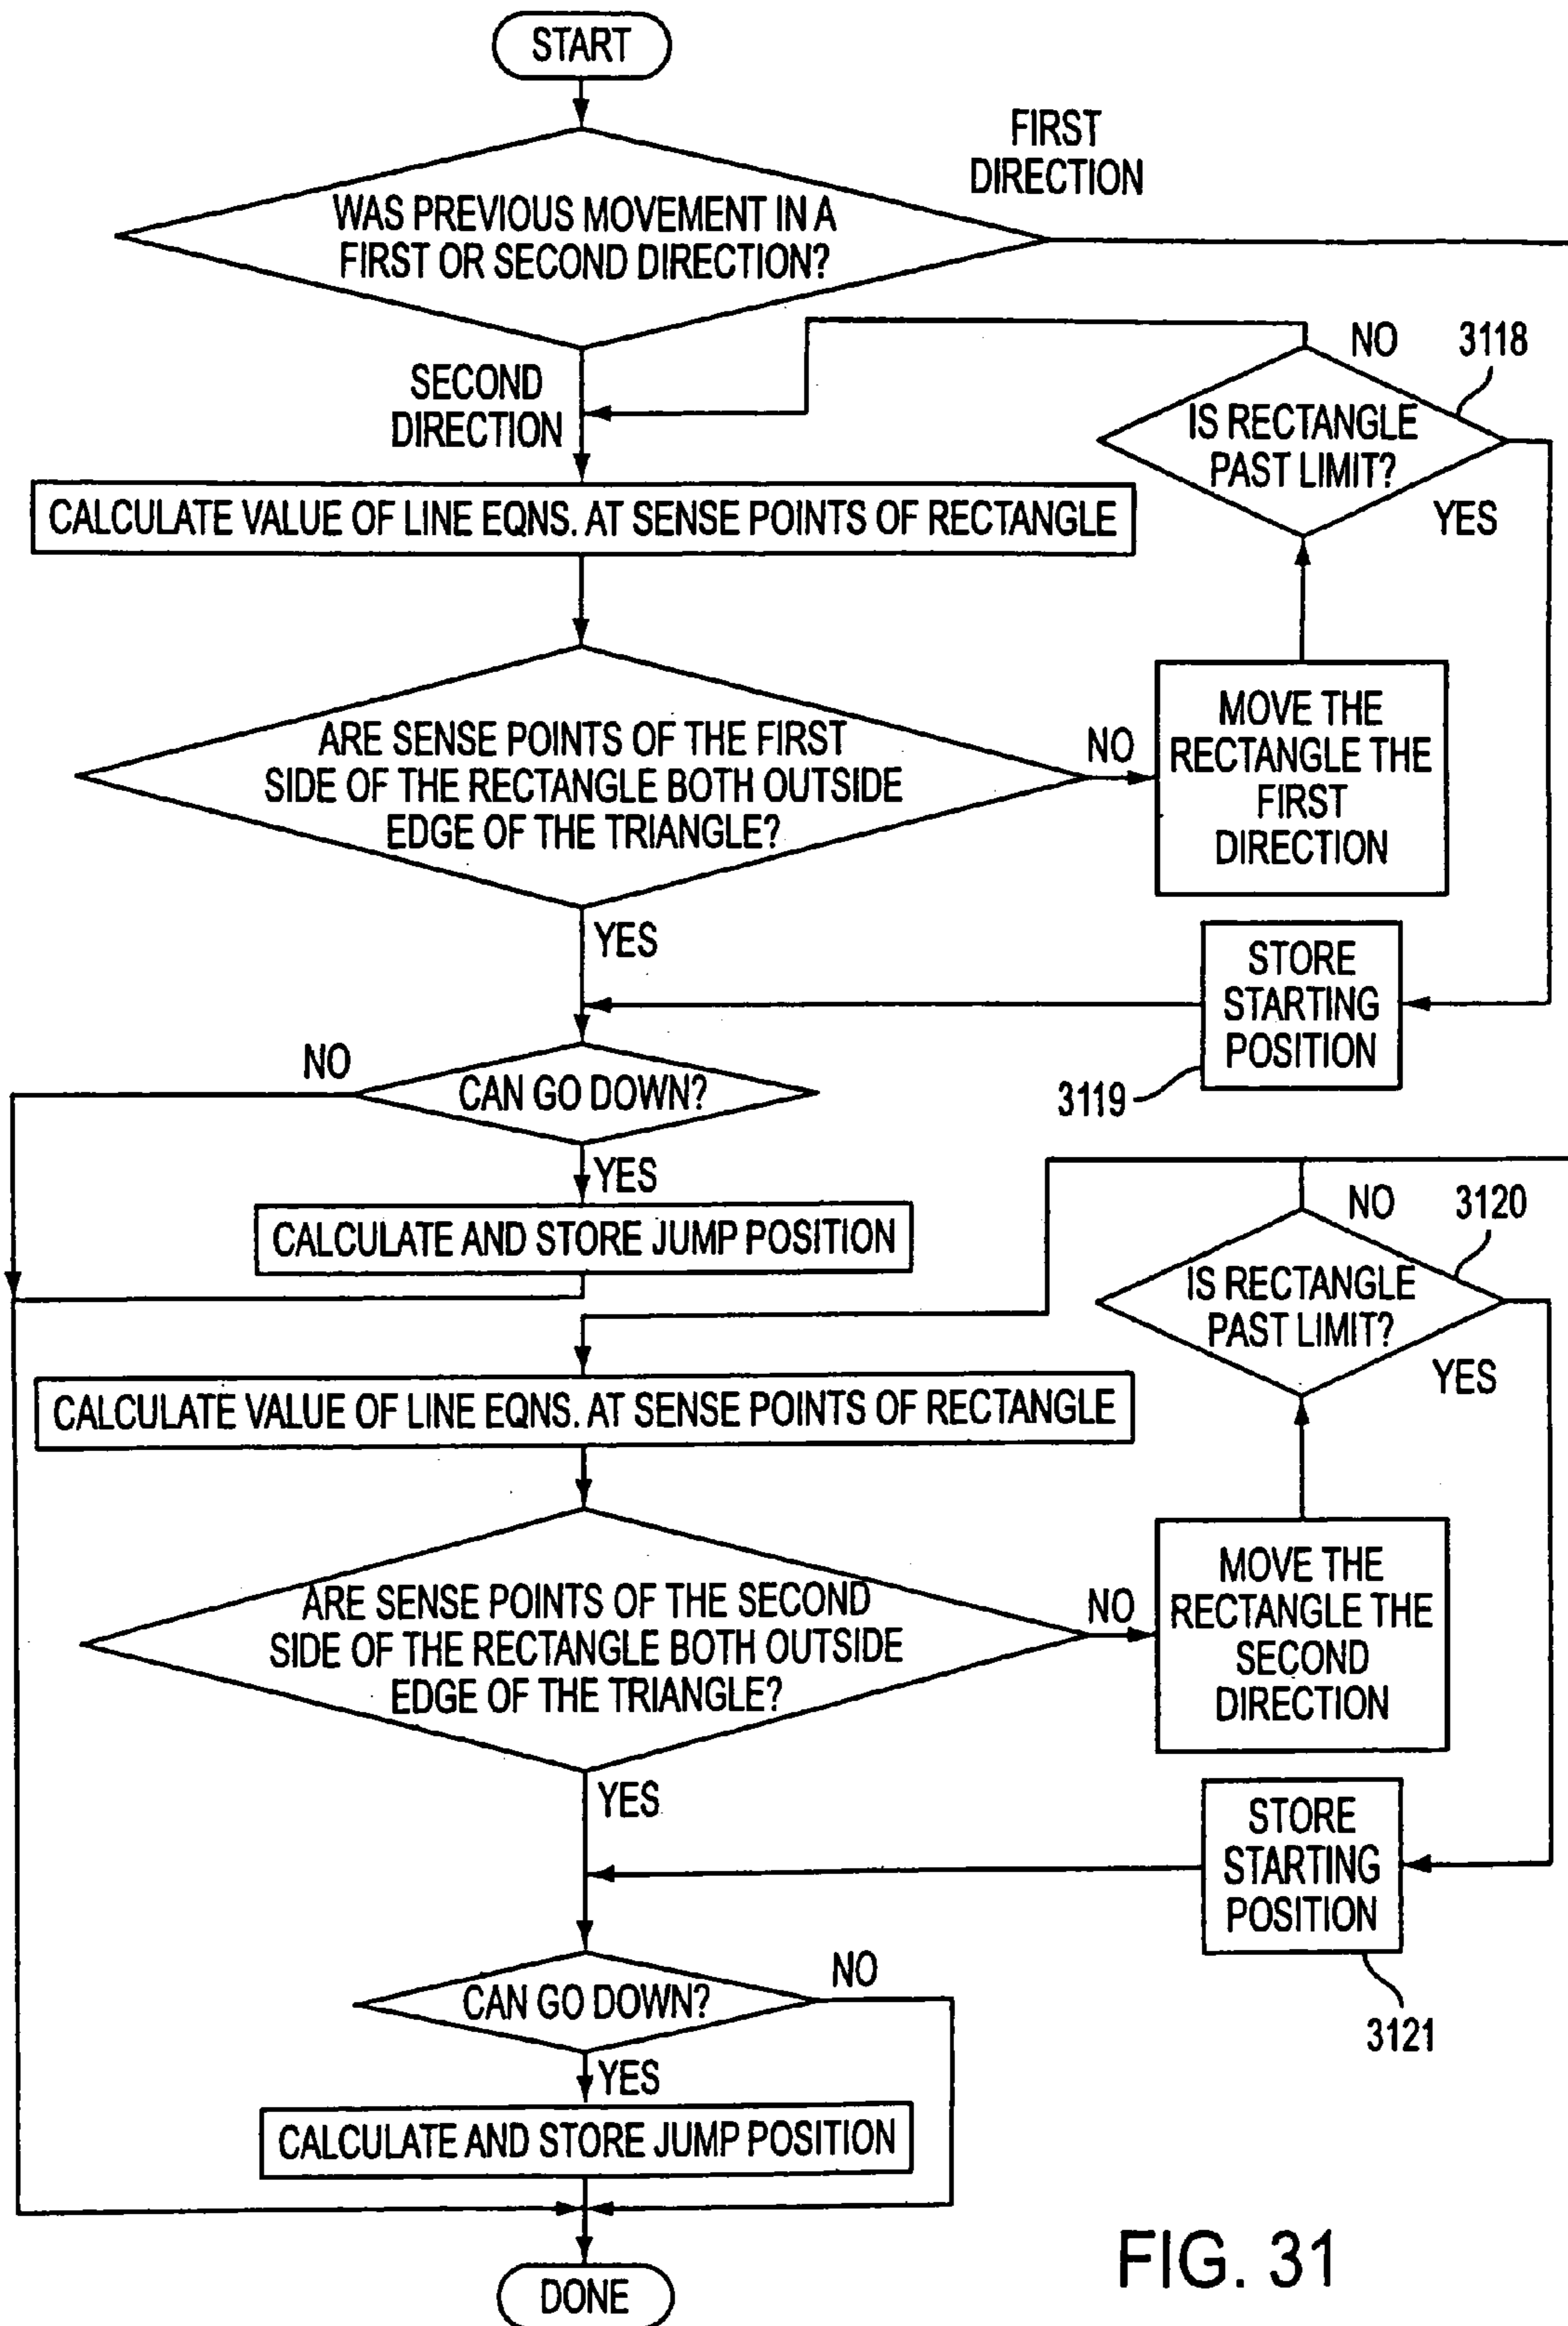 START
FIRST
DIRECTION
WAS PREVIOUS MOVEMENT IN A
FIRST OR SECOND DIRECTION?
NO
3118
SECOND
DIRECTION
IS RECTANGLE
PAST LIMIT?
YES
CALCULATE VALUE OF LINE EQNS. AT SENSE POINTS OF RECTANGLE
ARE SENSE POINTS OF THE FIRST
SIDE OF THE RECTANGLE BOTH OUTSIDE
EDGE OF THE TRIANGLE?
NO
MOVE THE
RECTANGLE THE
FIRST
DIRECTION
YES
STORE
STARTING
POSITION
3119
NO
CAN GO DOWN?
YES
CALCULATE AND STORE JUMP POSITION
NO
3120
IS RECTANGLE
PAST LIMIT?
YES
CALCULATE VALUE OF LINE EQNS. AT SENSE POINTS OF RECTANGLE
ARE SENSE POINTS OF THE SECOND
SIDE OF THE RECTANGLE BOTH OUTSIDE
EDGE OF THE TRIANGLE?
NO
MOVE THE
RECTANGLE THE
SECOND
DIRECTION
YES
STORE
STARTING
POSITION
3121
CAN GO DOWN?
NO
YES
CALCULATE AND STORE JUMP POSITION
DONE
FIG. 31